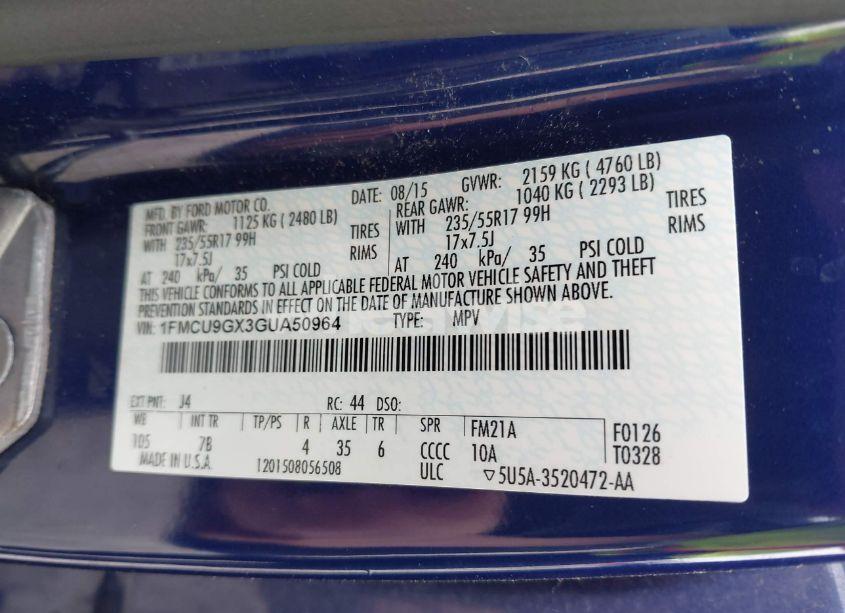 MFD. BY FORD MOTOR CO. DATE: 08/15 GVWR: 2159 KG ( 4760 LB)
FRONT GAWR: 1125 KG ( 2480 LB) REAR GAWR: 1040 KG ( 2293 LB)
WITH 235/55R17 99H TIRES WITH 235/55R17 99H TIRES
17x7.5J RIMS 17x7.5J RIMS
AT 240 kPa/ 35 PSI COLD AT 240 kPa/ 35 PSI COLD
THIS VEHICLE CONFORMS TO ALL APPLICABLE FEDERAL MOTOR VEHICLE SAFETY AND THEFT
PREVENTION STANDARDS IN EFFECT ON THE DATE OF MANUFACTURE SHOWN ABOVE.
VIN: 1FMCU9GX3GUA50964 TYPE: MPV
EXT PNT: J4 RC: 44 DSO:
WB INT TR TP/PS R AXLE TR SPR FM21A F0126
105 7B 4 35 6 CCCC 10A T0328
MADE IN U.S.A. 1201508056508 ULC ▽5U5A-3520472-AA